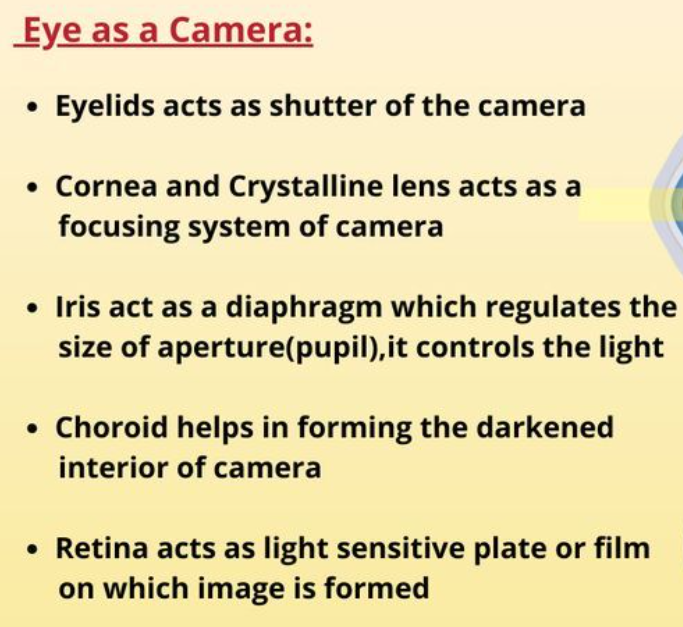 Eye as a Camera:
• Eyelids acts as shutter of the camera
• Cornea and Crystalline lens acts as a
focusing system of camera
• Iris act as a diaphragm which regulates the
size of aperture(pupil),it controls the light
• Choroid helps in forming the darkened
interior of camera
• Retina acts as light sensitive plate or film
on which image is formed